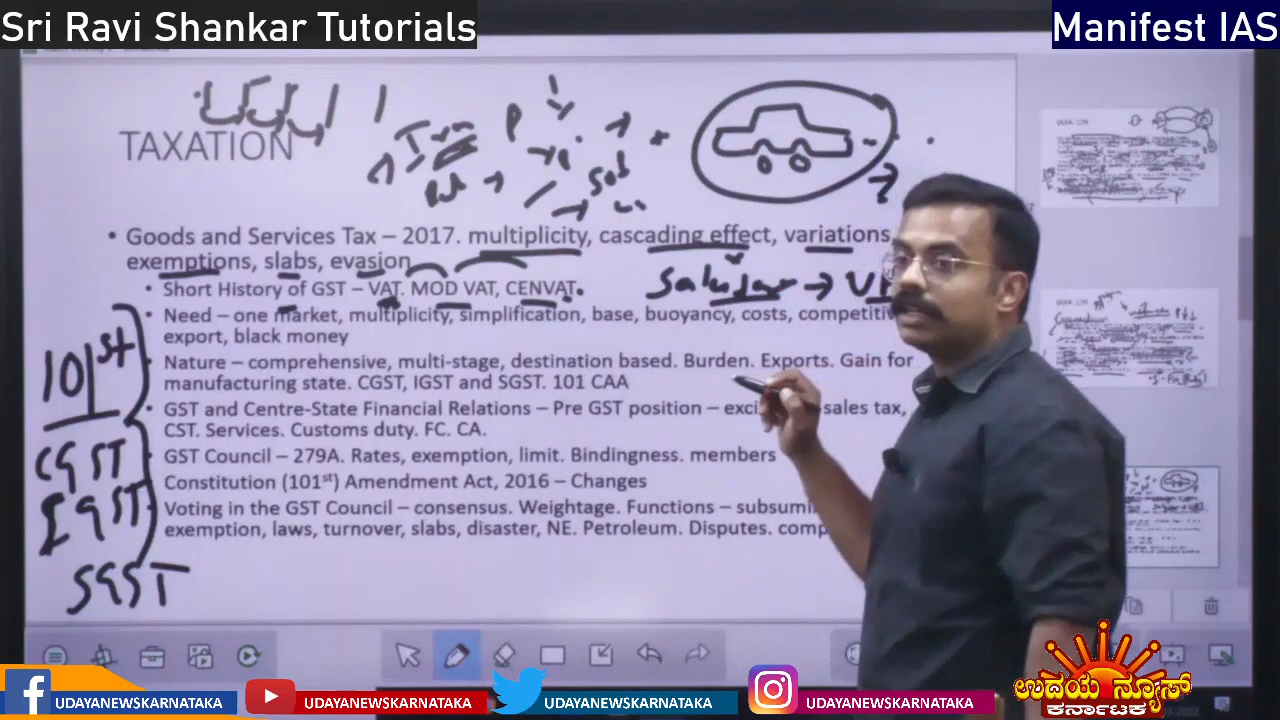 Sri Ravi Shankar Tutorials
Manifest IAS
TAXATION
• Goods and Services Tax – 2017. multiplicity, cascading effect, variations
exemptions, slabs, evasion
• Short History of GST – VAT. MOD VAT, CENVAT.
Sales tax → V
Need – one market, multiplicity, simplification, base, buoyancy, costs, competitiv
export, black money
Nature – comprehensive, multi-stage, destination based. Burden. Exports. Gain for
manufacturing state. CGST, IGST and SGST. 101 CAA
GST and Centre-State Financial Relations – Pre GST position – exci sales tax,
CST. Services. Customs duty. FC. CA.
GST Council – 279A. Rates, exemption, limit. Bindingness. members
Constitution (101st) Amendment Act, 2016 – Changes
Voting in the GST Council – consensus. Weightage. Functions – subsumi
exemption, laws, turnover, slabs, disaster, NE. Petroleum. Disputes. comp
101st
CGST
IGST
SGST
UDAYANEWSKARNATAKA
UDAYANEWSKARNATAKA
UDAYANEWSKARNATAKA
UDAYANEWSKARNATAKA
ಉದಯ ನ್ಯೂಸ್
ಕರ್ನಾಟಕ